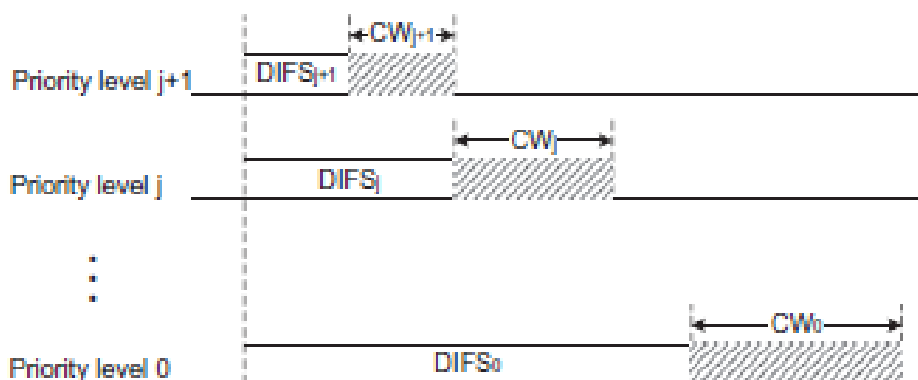 CWj+1
DIFSj+1
Priority level j+1
CWj
DIFSj
Priority level j
CW0
DIFS0
Priority level 0